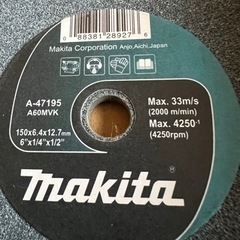 0 88381 28927 6
Makita Corporation Anjo,Aichi,Japan
A-47195
A60MVK
150x6.4x12.7mm
6"x1/4"x1/2"
Max. 33m/s
(2000 m/min)
Max. 4250-¹
(4250rpm)
makita